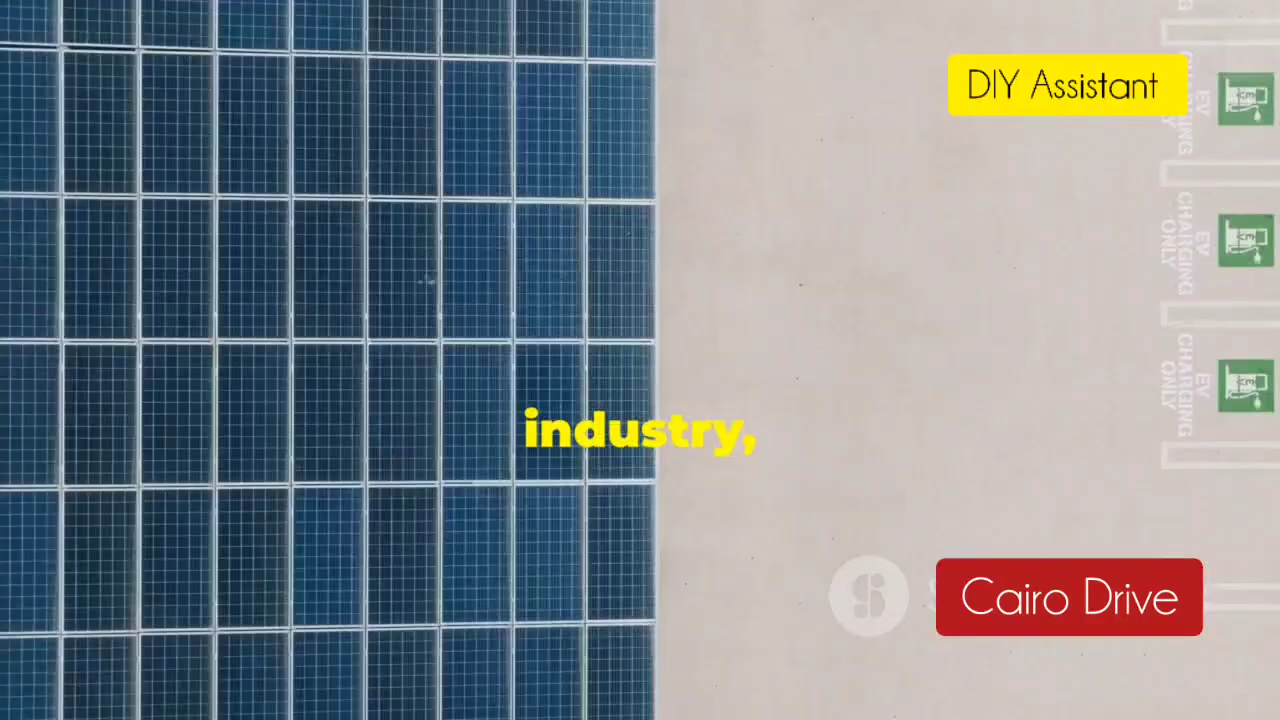 DIY Assistant
EV
CHARGING
ONLY
EV
CHARGING
ONLY
EV
CHARGING
ONLY
industry,
Cairo Drive